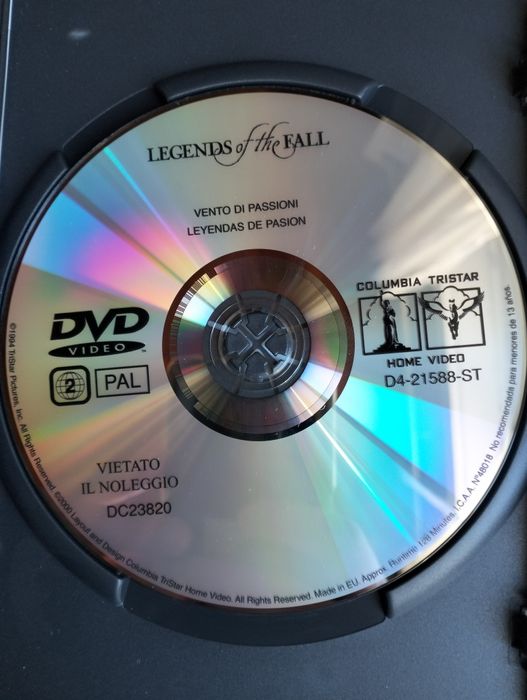 LEGENDS of the FALL
VENTO DI PASSIONI
LEYENDAS DE PASION
DVD
VIDEO
TM
2
PAL
VIETATO
IL NOLEGGIO
DC23820
COLUMBIA TRISTAR
HOME VIDEO
D4-21588-ST
©1994 TriStar Pictures, Inc. All Rights Reserved. ©2000 Layout and Design Columbia TriStar Home Video. All Rights Reserved. Made in EU. Approx. Runtime 128 Minutes. I.C.A.A. Nº48018 No recomendada para menores de 13 años.